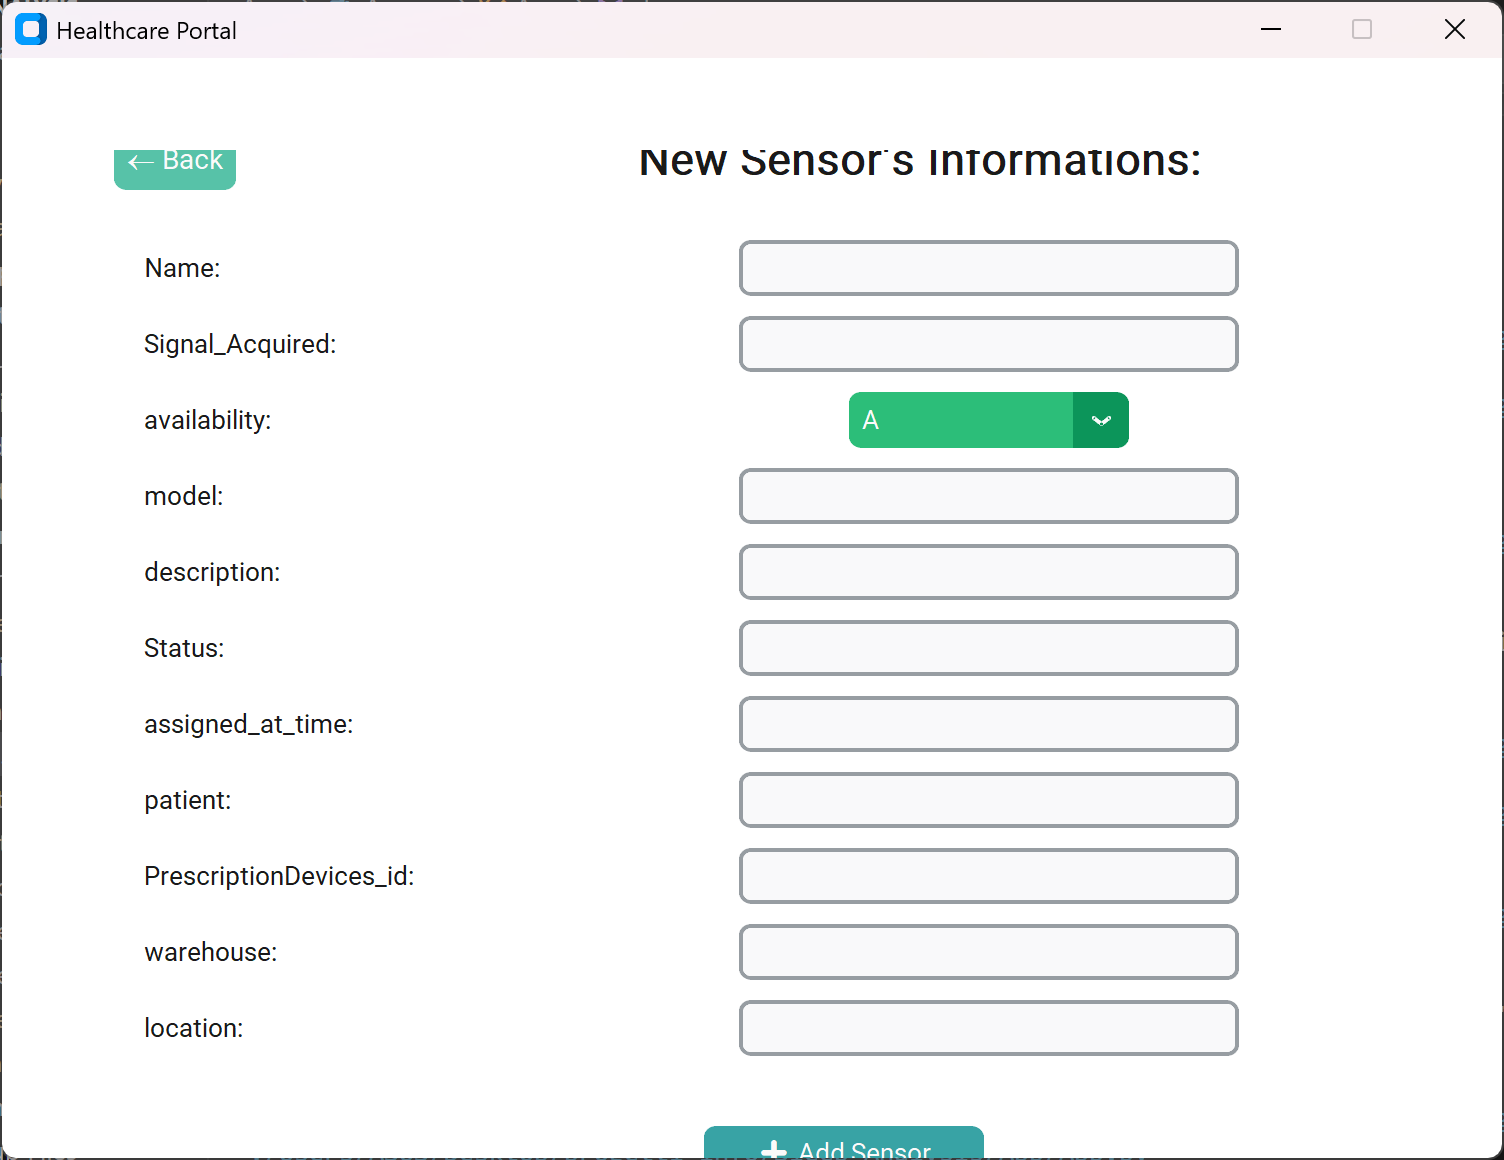 Healthcare Portal
← Back
New Sensor's Informations:
Name:
Signal_Acquired:
availability:
A
model:
description:
Status:
assigned_at_time:
patient:
PrescriptionDevices_id:
warehouse:
location:
Add Sensor